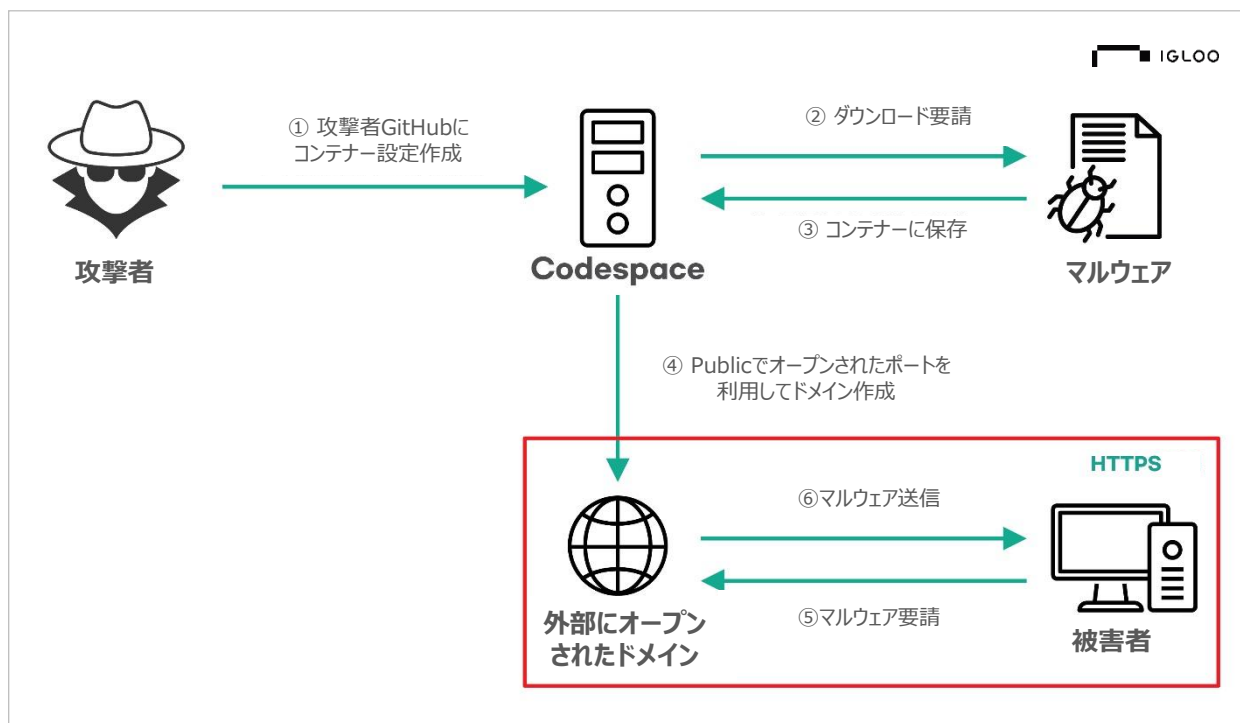 IGLOO
① 攻撃者GitHubに
コンテナー設定作成
② ダウンロード要請
③ コンテナーに保存
攻撃者
Codespace
マルウェア
④ Publicでオープンされたポートを
利用してドメイン作成
HTTPS
⑥マルウェア送信
⑤マルウェア要請
外部にオープン
されたドメイン
被害者